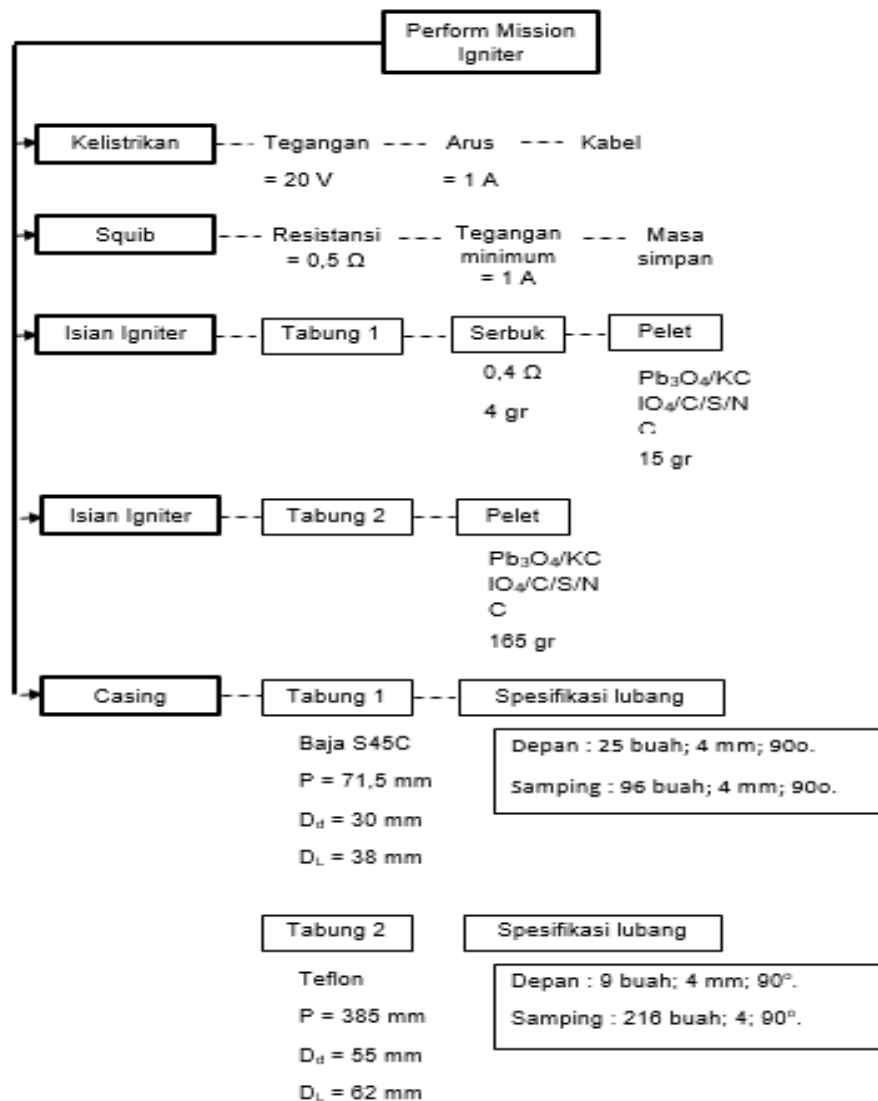 Perform Mission
Igniter
Kelistrikan
Tegangan
= 20 V
Arus
= 1 A
Kabel
Squib
Resistansi
= 0,5 Ω
Tegangan
minimum
= 1 A
Masa
simpan
Isian Igniter
Tabung 1
Serbuk
0,4 Ω
4 gr
Pelet
Pb₃O₄/KC
lO₄/C/S/N
C
15 gr
Isian Igniter
Tabung 2
Pelet
Pb₃O₄/KC
lO₄/C/S/N
C
165 gr
Casing
Tabung 1
Baja S45C
P = 71,5 mm
D_d = 30 mm
D_L = 38 mm
Spesifikasi lubang
Depan : 25 buah; 4 mm; 90o.
Samping : 96 buah; 4 mm; 90o.
Tabung 2
Teflon
P = 385 mm
D_d = 55 mm
D_L = 62 mm
Spesifikasi lubang
Depan : 9 buah; 4 mm; 90°.
Samping : 216 buah; 4; 90°.